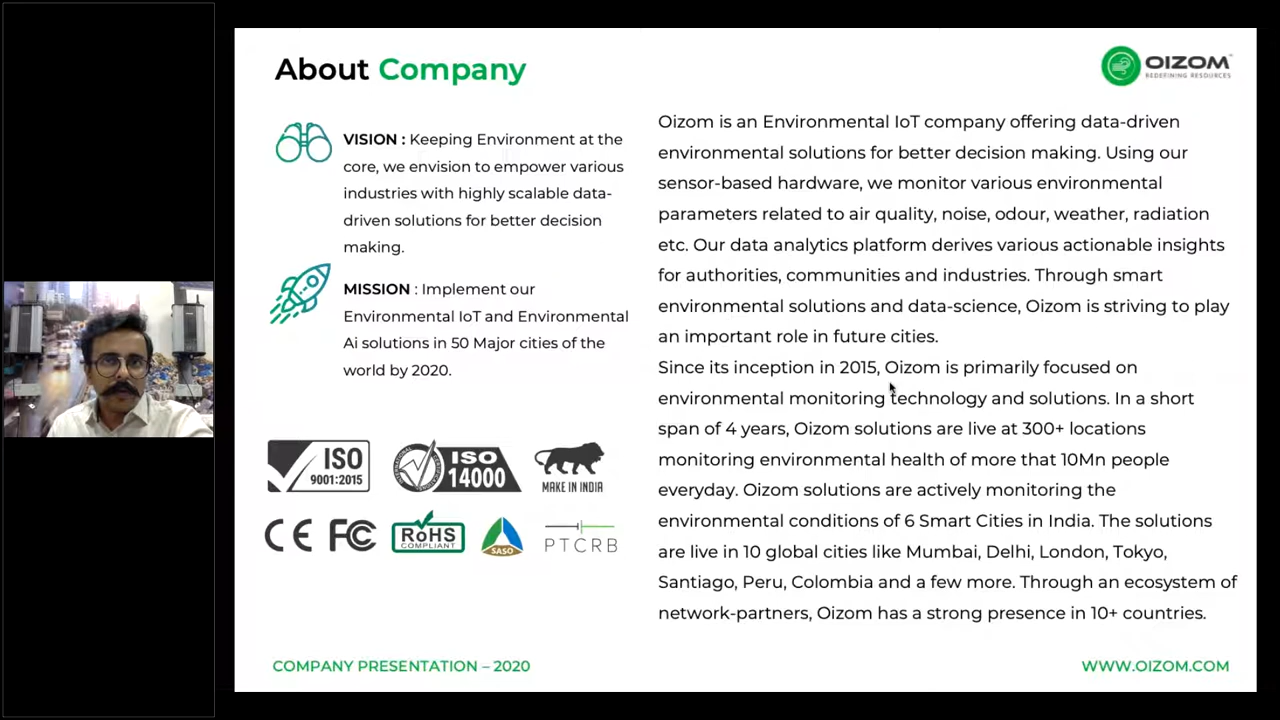 About Company
OIZOM
REDEFINING RESOURCES
VISION : Keeping Environment at the
core, we envision to empower various
industries with highly scalable data-
driven solutions for better decision
making.
MISSION : Implement our
Environmental IoT and Environmental
Ai solutions in 50 Major cities of the
world by 2020.
ISO
9001:2015
ISO
14000
MAKE IN INDIA
CE FC
RoHS
COMPLIANT
SASO
PTCRB
Oizom is an Environmental IoT company offering data-driven
environmental solutions for better decision making. Using our
sensor-based hardware, we monitor various environmental
parameters related to air quality, noise, odour, weather, radiation
etc. Our data analytics platform derives various actionable insights
for authorities, communities and industries. Through smart
environmental solutions and data-science, Oizom is striving to play
an important role in future cities.
Since its inception in 2015, Oizom is primarily focused on
environmental monitoring technology and solutions. In a short
span of 4 years, Oizom solutions are live at 300+ locations
monitoring environmental health of more that 10Mn people
everyday. Oizom solutions are actively monitoring the
environmental conditions of 6 Smart Cities in India. The solutions
are live in 10 global cities like Mumbai, Delhi, London, Tokyo,
Santiago, Peru, Colombia and a few more. Through an ecosystem of
network-partners, Oizom has a strong presence in 10+ countries.
COMPANY PRESENTATION – 2020
WWW.OIZOM.COM